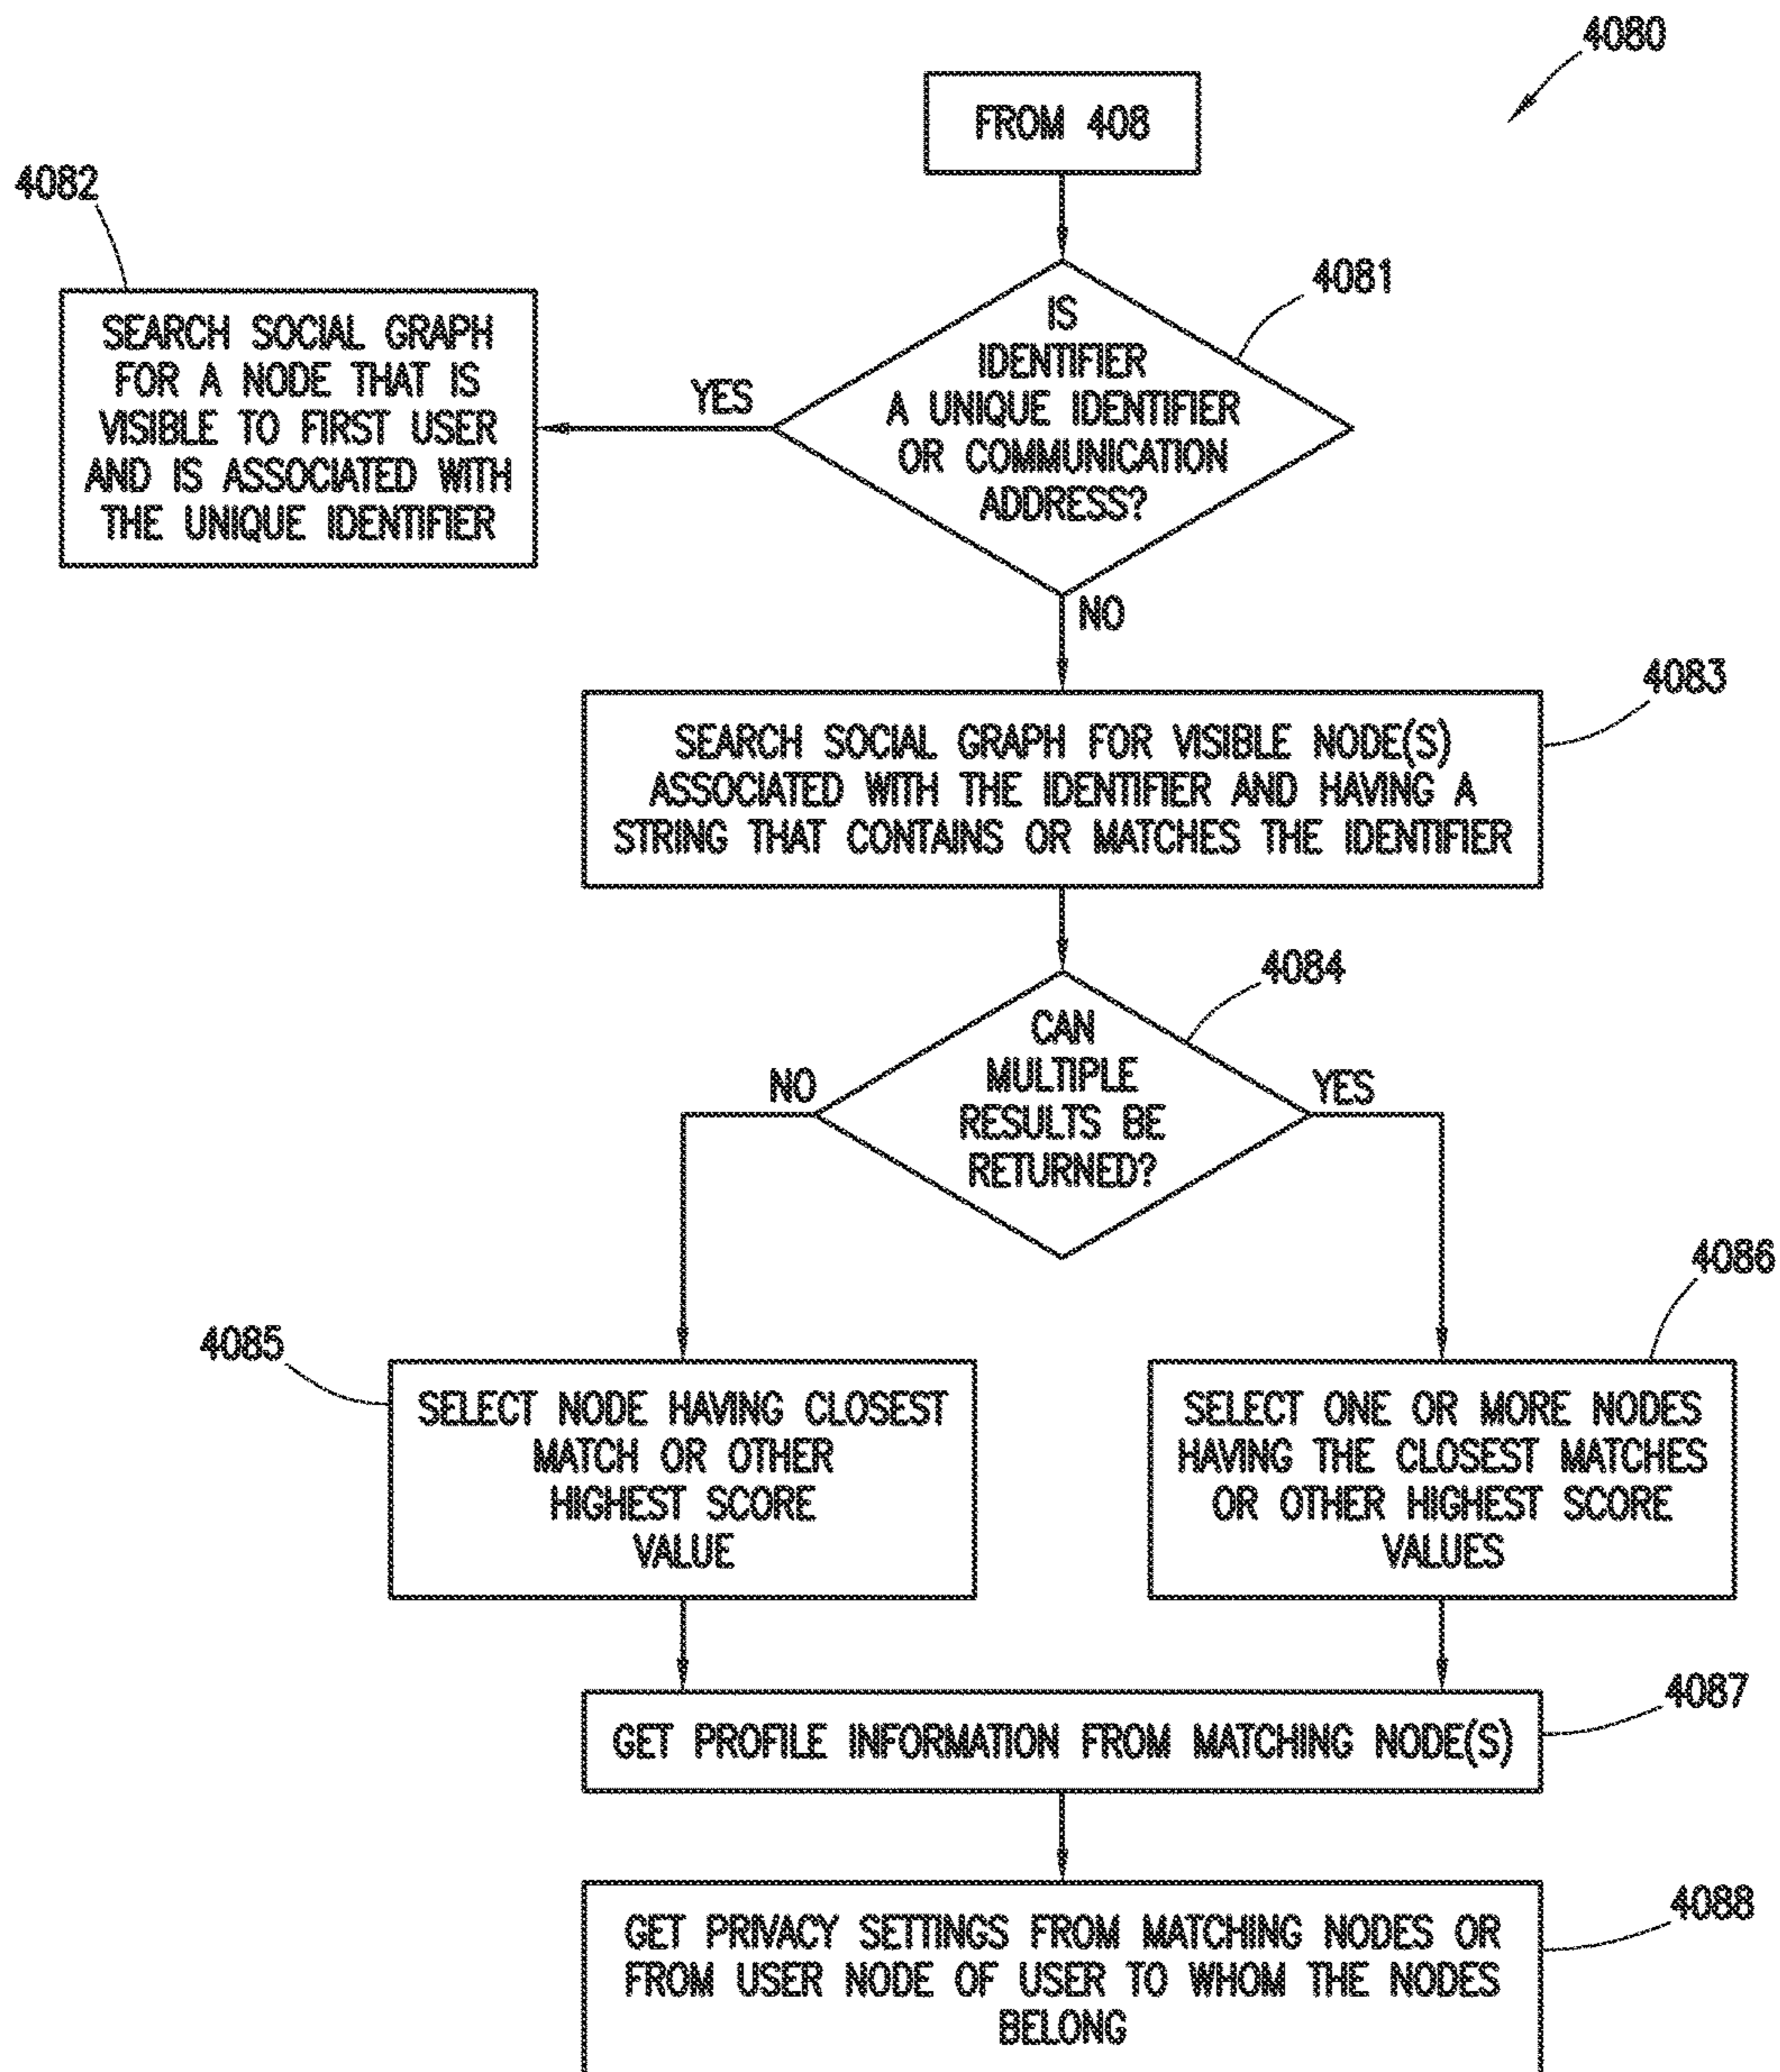 4080
FROM 408
4082
4081
SEARCH SOCIAL GRAPH
FOR A NODE THAT IS
VISIBLE TO FIRST USER
AND IS ASSOCIATED WITH
THE UNIQUE IDENTIFIER
YES
IS
IDENTIFIER
A UNIQUE IDENTIFIER
OR COMMUNICATION
ADDRESS?
NO
4083
SEARCH SOCIAL GRAPH FOR VISIBLE NODE(S)
ASSOCIATED WITH THE IDENTIFIER AND HAVING A
STRING THAT CONTAINS OR MATCHES THE IDENTIFIER
4084
CAN
MULTIPLE
RESULTS BE
RETURNED?
NO
YES
4085
4086
SELECT NODE HAVING CLOSEST
MATCH OR OTHER
HIGHEST SCORE
VALUE
SELECT ONE OR MORE NODES
HAVING THE CLOSEST MATCHES
OR OTHER HIGHEST SCORE
VALUES
4087
GET PROFILE INFORMATION FROM MATCHING NODE(S)
4088
GET PRIVACY SETTINGS FROM MATCHING NODES OR
FROM USER NODE OF USER TO WHOM THE NODES
BELONG